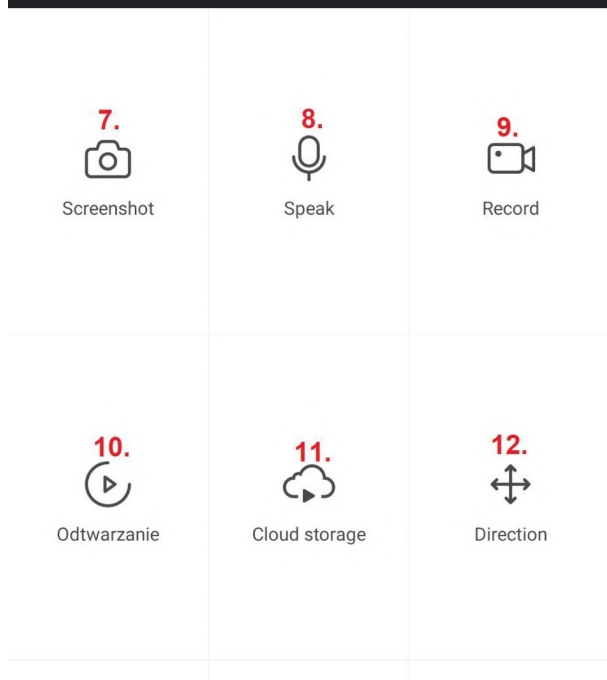 7. 8. 9.
Screenshot Speak Record
10. 11. 12.
Odtwarzanie Cloud storage Direction